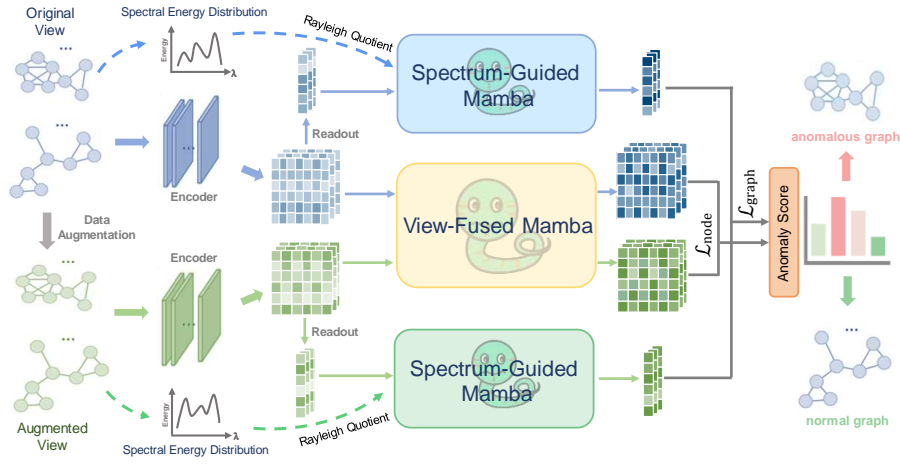 Original
View
...
...
Spectral Energy Distribution
Energy
λ
Rayleigh Quotient
Encoder
Readout
Spectrum-Guided
Mamba
View-Fused Mamba
Data
Augmentation
Encoder
Readout
Spectrum-Guided
Mamba
...
...
Augmented
View
Energy
λ
Spectral Energy Distribution
Rayleigh Quotient
ℒnode
ℒgraph
Anomaly Score
...
anomalous graph
...
normal graph